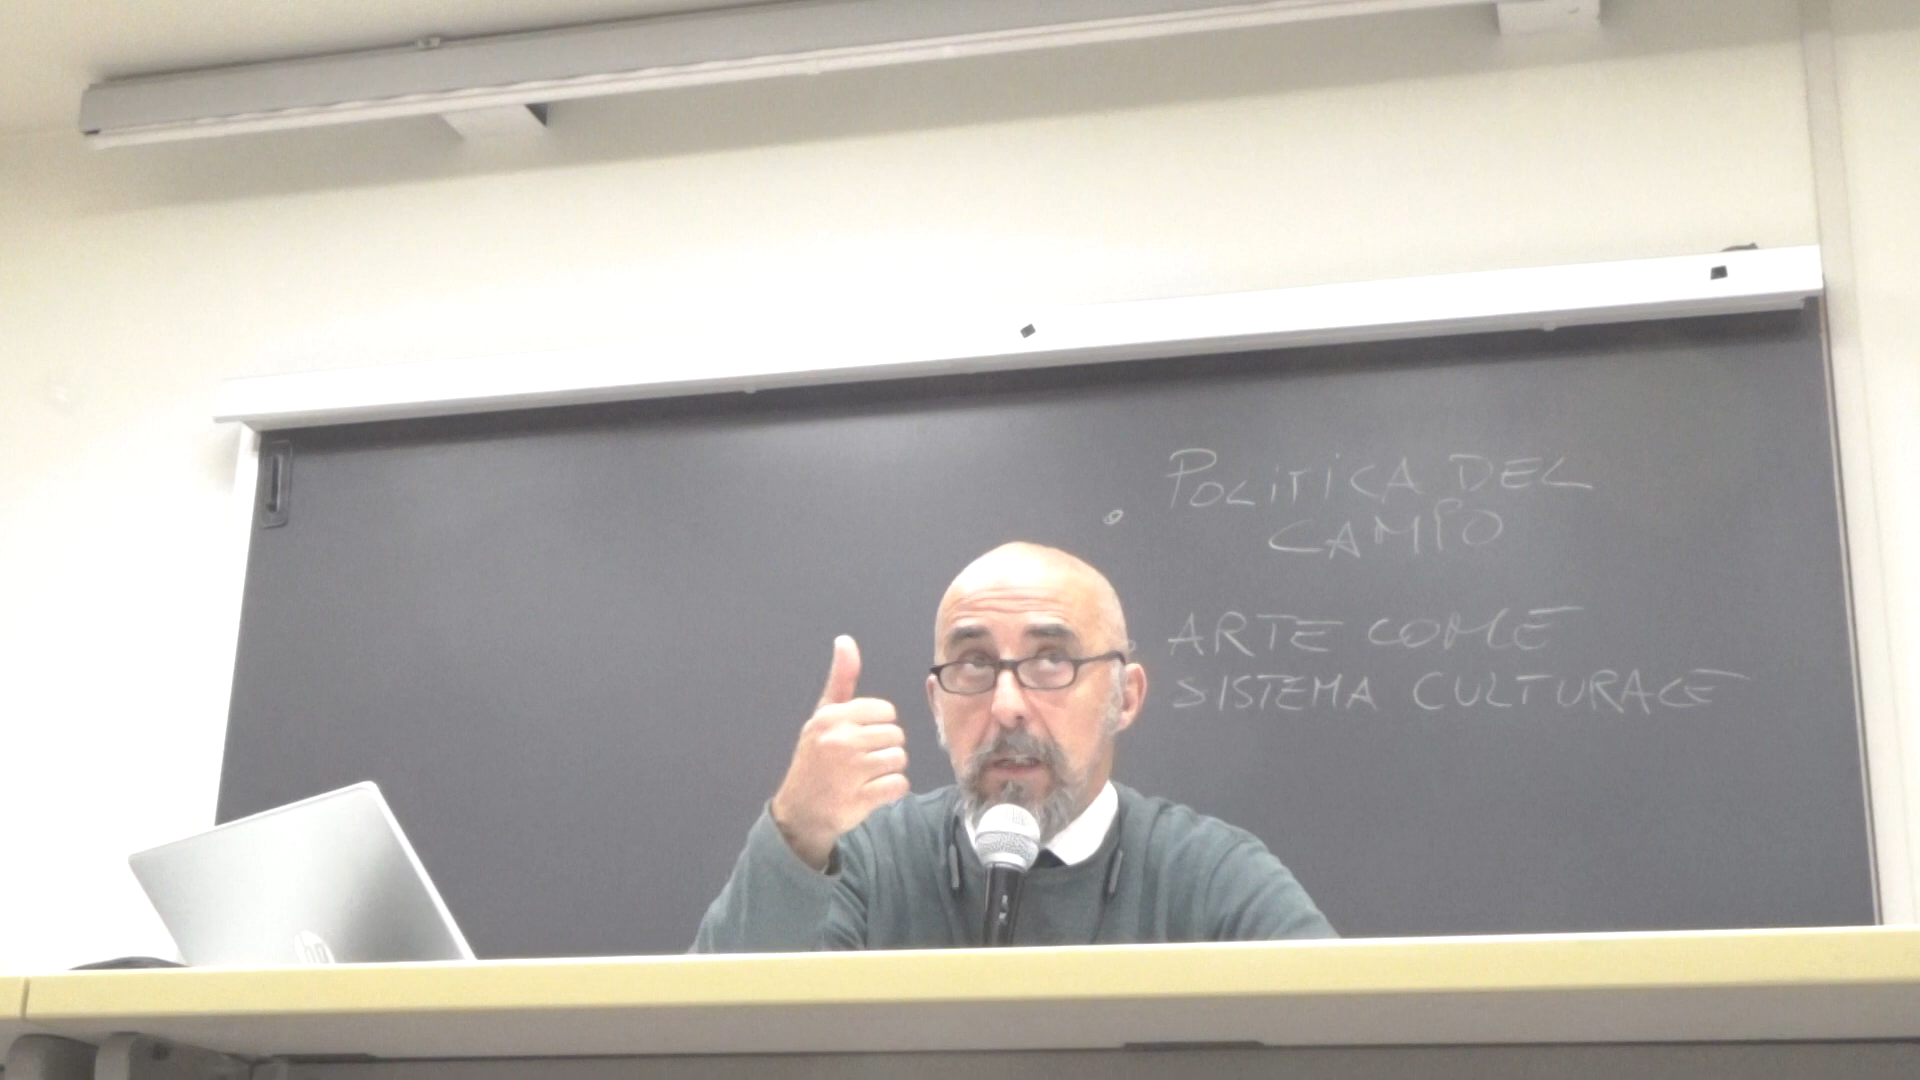 POLITICA DEL
CAMPO
ARTE COME
SISTEMA CULTURALE
hp